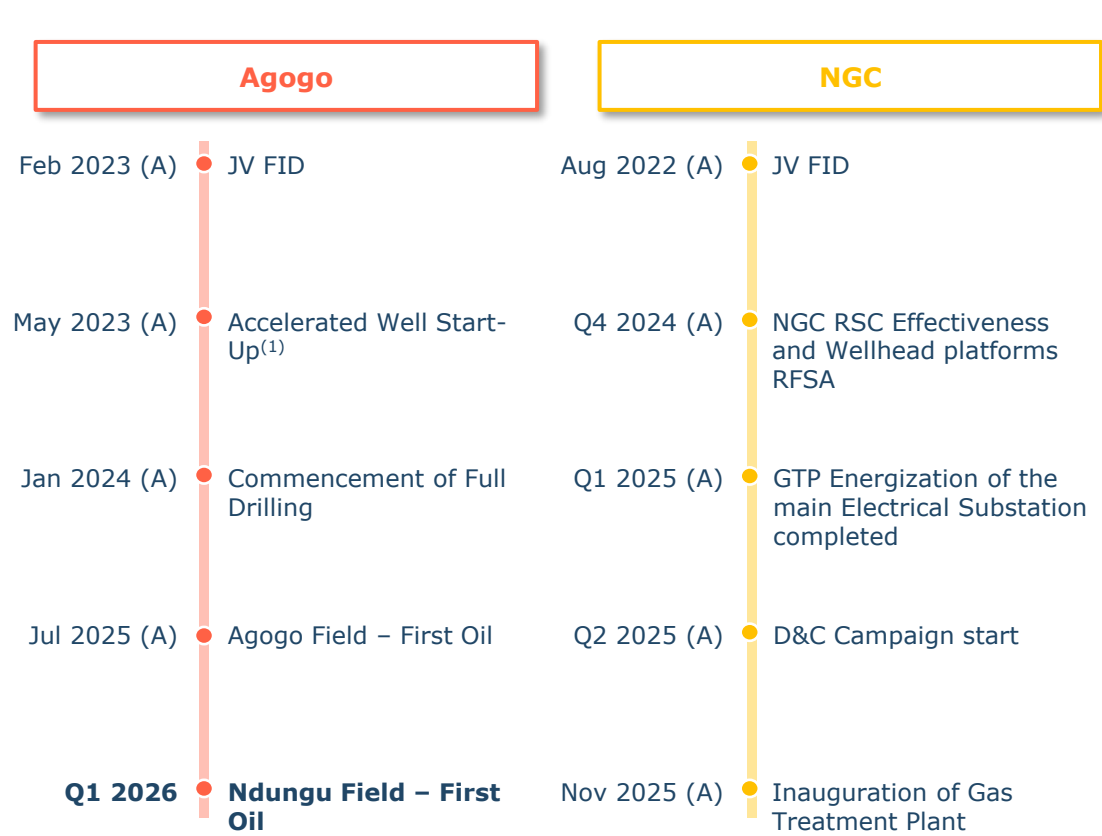 Agogo
Feb 2023 (A) JV FID
May 2023 (A) Accelerated Well Start-
Up(1)
Jan 2024 (A) Commencement of Full
Drilling
Jul 2025 (A) Agogo Field – First Oil
Q1 2026 Ndungu Field – First
Oil
NGC
Aug 2022 (A) JV FID
Q4 2024 (A) NGC RSC Effectiveness
and Wellhead platforms
RFSA
Q1 2025 (A) GTP Energization of the
main Electrical Substation
completed
Q2 2025 (A) D&C Campaign start
Nov 2025 (A) Inauguration of Gas
Treatment Plant